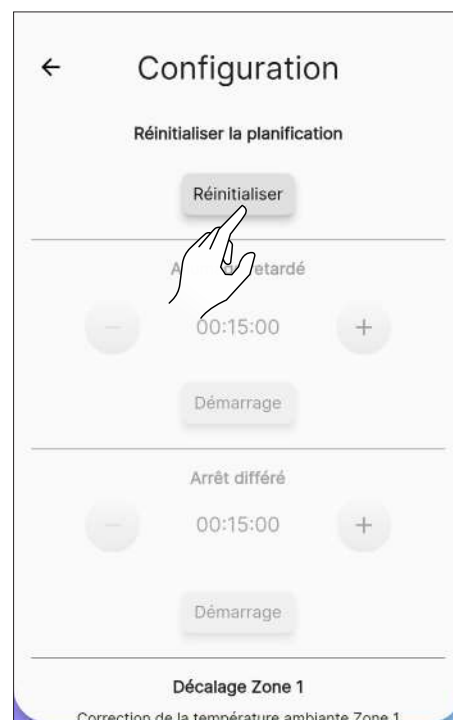 Configuration
Réinitialiser la planification
Réinitialiser
etardé
00:15:00
Démarrage
Arrêt différé
00:15:00
Démarrage
Décalage Zone 1
Correction de la température ambiante Zone 1